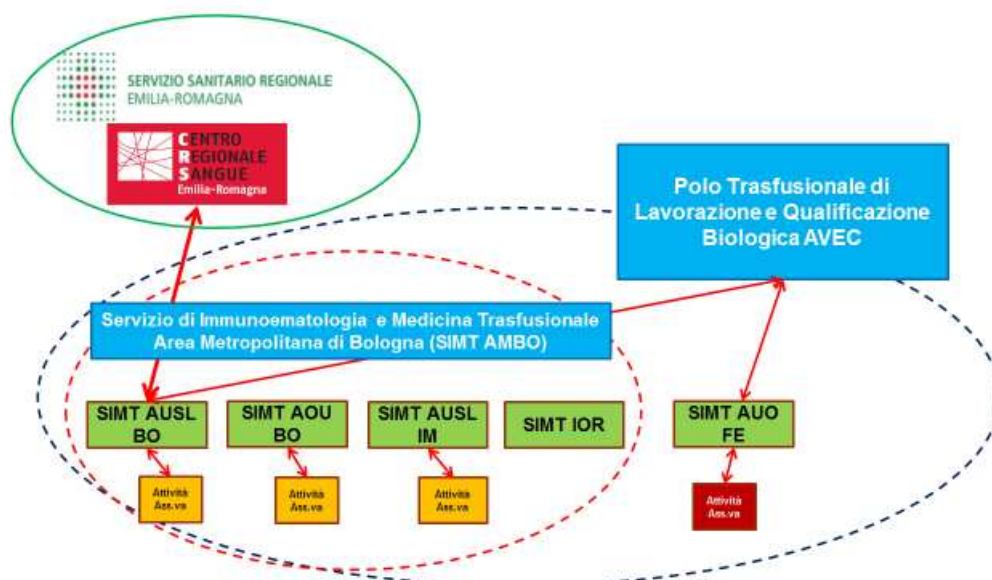 SERVIZIO SANITARIO REGIONALE
EMILIA-ROMAGNA
CENTRO
REGIONALE
SANGUE
Emilia-Romagna
Polo Trasfusionale di
Lavorazione e Qualificazione
Biologica AVEC
Servizio di Immunoematologia e Medicina Trasfusionale
Area Metropolitana di Bologna (SIMT AMBO)
SIMT AUSL
BO
SIMT AOU
BO
SIMT AUSL
IM
SIMT IOR
SIMT AUO
FE
Attività
Ass.va
Attività
Ass.va
Attività
Ass.va
Attività
Ass.va